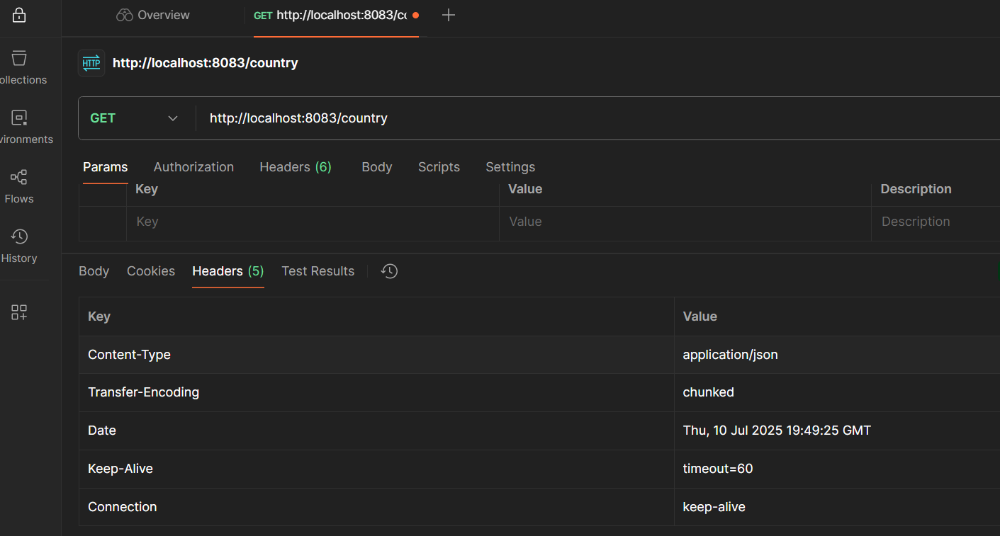 Overview
GET http://localhost:8083/co
HTTP http://localhost:8083/country
ollections
vironments
Flows
History
GET http://localhost:8083/country
Params Authorization Headers (6) Body Scripts Settings
Key Value Description
Key Value Description
Body Cookies Headers (5) Test Results
Key Value
Content-Type application/json
Transfer-Encoding chunked
Date Thu, 10 Jul 2025 19:49:25 GMT
Keep-Alive timeout=60
Connection keep-alive